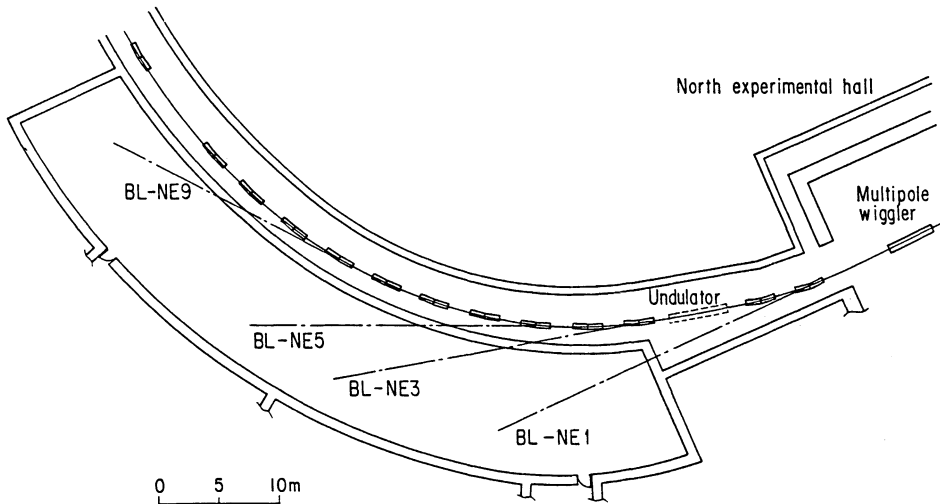 North experimental hall
Multipole
wiggler
BL-NE9
Undulator
BL-NE5
BL-NE3
BL-NE1
0 5 10m